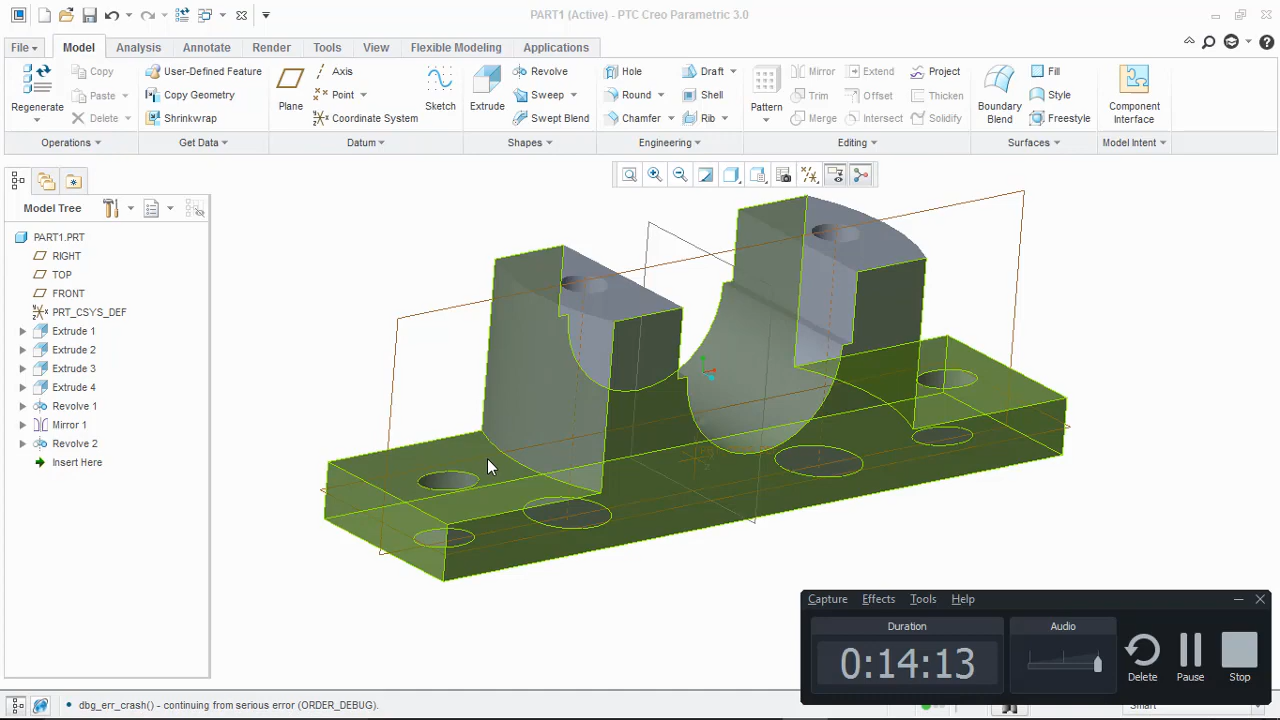 PART1 (Active) - PTC Creo Parametric 3.0
File Model Analysis Annotate Render Tools View Flexible Modeling Applications
Regenerate Copy Paste Delete
User-Defined Feature Copy Geometry Shrinkwrap
Plane Axis Point Coordinate System Sketch
Extrude Revolve Sweep Swept Blend
Hole Round Chamfer Draft Shell Rib
Pattern Mirror Trim Merge Extend Offset Intersect Project Thicken Solidify
Boundary Blend Fill Style Freestyle
Component Interface
Operations Get Data Datum Shapes Engineering Editing Surfaces Model Intent
Model Tree
PART1.PRT
RIGHT
TOP
FRONT
PRT_CSYS_DEF
Extrude 1
Extrude 2
Extrude 3
Extrude 4
Revolve 1
Mirror 1
Revolve 2
Insert Here
Capture Effects Tools Help
Duration Audio
0:14:13
Delete Pause Stop
dbg_err_crash() - continuing from serious error (ORDER_DEBUG).
Smart